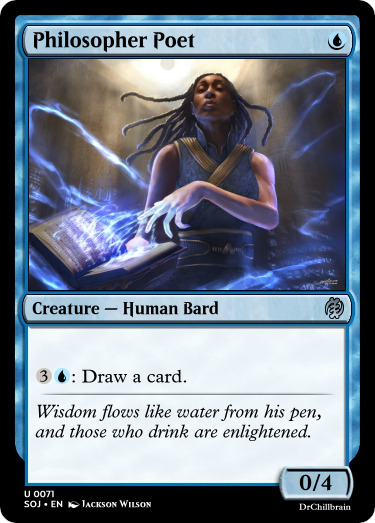 Philosopher Poet
Creature — Human Bard
3: Draw a card.
Wisdom flows like water from his pen,
and those who drink are enlightened.
0/4
U 0071
SOJ • EN Jackson Wilson
DrChillbrain